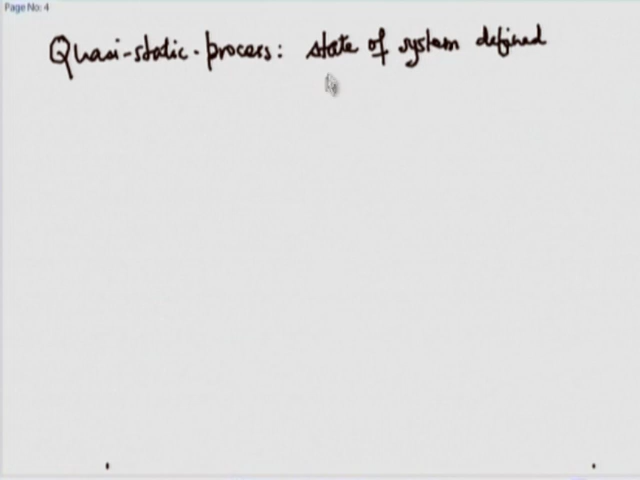 Page No: 4
Quasi-static-process: state of system defined